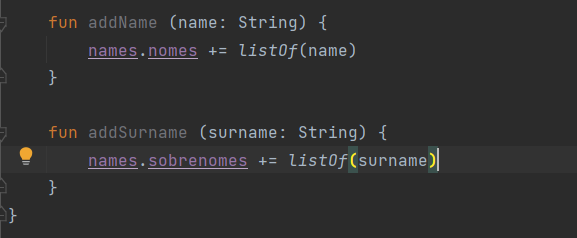 fun addName (name: String) {
names.nomes += listOf(name)
}
fun addSurname (surname: String) {
names.sobrenomes += listOf(surname)
}
}